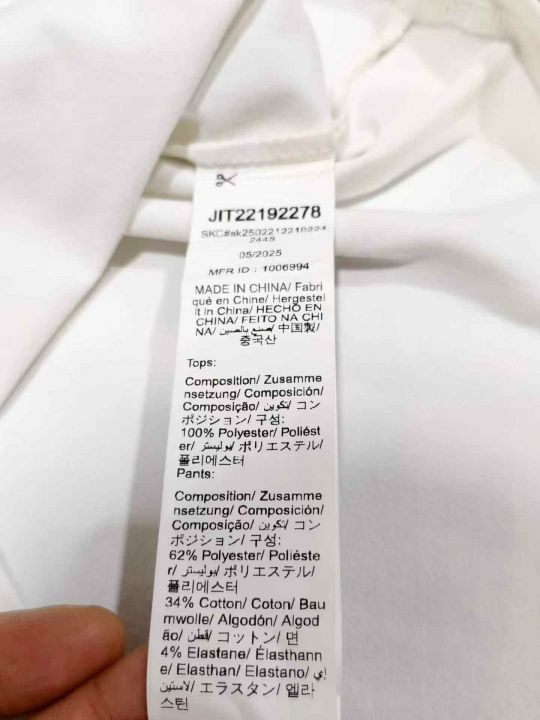 JIT22192278
SKC#sk2502212210224
2445
05/2025
MFR ID : 1006994
MADE IN CHINA/ Fabri
qué en Chine/ Hergestel
lt in China/ HECHO EN
CHINA/ FEITO NA CHI
NA/ صنع بالصين/ 中国製/
중국산
Tops:
Composition/ Zusamme
nsetzung/ Composición/
Composição/ تكوين/ コン
ポジション/ 구성:
100% Polyester/ Poliést
er/ بوليستر/ ポリエステル/
폴리에스터
Pants:
Composition/ Zusamme
nsetzung/ Composición/
Composição/ تكوين/ コン
ポジション/ 구성:
62% Polyester/ Poliéste
r/ بوليستر/ ポリエステル/
폴리에스터
34% Cotton/ Coton/ Bau
mwolle/ Algodón/ Algod
ão/ قطن/ コットン/ 면
4% Elastane/ Élasthann
e/ Elasthan/ Elastano/ إي
لاستين/ エラスタン/ 엘라
스틴